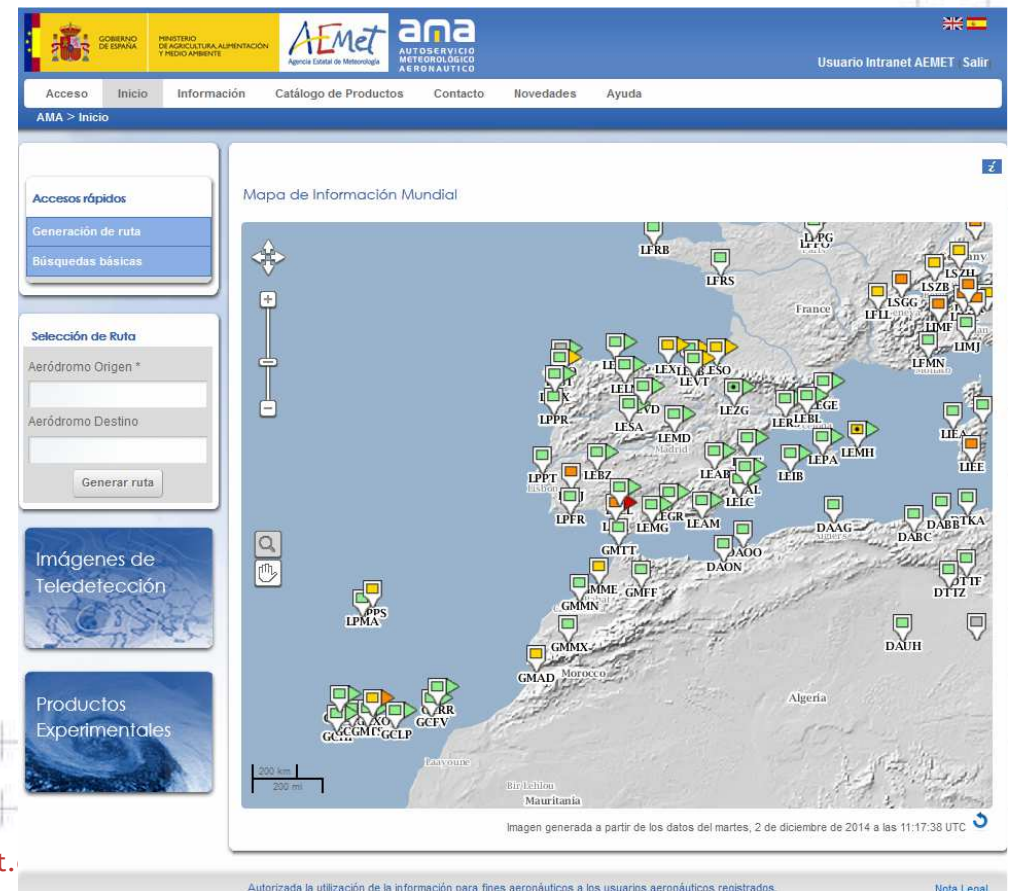 GOBIERNO
DE ESPAÑA
MINISTERIO
DE AGRICULTURA, ALIMENTACIÓN
Y MEDIO AMBIENTE
AEMet
Agencia Estatal de Meteorología
ama
AUTOSERVICIO
METEOROLÓGICO
AERONAUTICO
Usuario Intranet AEMET Salir
Acceso Inicio Información Catálogo de Productos Contacto Novedades Ayuda
AMA > Inicio
Accesos rápidos
Generación de ruta
Búsquedas básicas
Selección de Ruta
Aeródromo Origen *
Aeródromo Destino
Generar ruta
Imágenes de
Teledetección
Productos
Experimentales
i
Mapa de Información Mundial
LFRB
LFRS
France
LSZH
LSZB
LSGG
LFLL
LIMF
LIMJ
LFMN
Monaco
LEVT
LEZG
LPPR
LESA
LEMD
Madrid
LEBL
LEGE
LEPA
LEMH
LEIB
LIEA
LIEE
LPPT
Lisbon
LEBZ
LEAB
LELC
LPFR
LEMG
LEAM
GMTT
DAON
DAOO
DAAG
Algiers
DABC
DABB
DTKA
DTTF
DTTZ
DAUH
GMFF
GMMN
GMMX
GMAD
Morocco
LPMA
LPPS
GCLP
GCFV
Algeria
Laayoune
Bir Lehlou
Mauritania
200 km
200 mi
Imagen generada a partir de los datos del martes, 2 de diciembre de 2014 a las 11:17:38 UTC
t.
Autorizada la utilización de la información para fines aeronáuticos a los usuarios aeronáuticos registrados.
Nota Legal